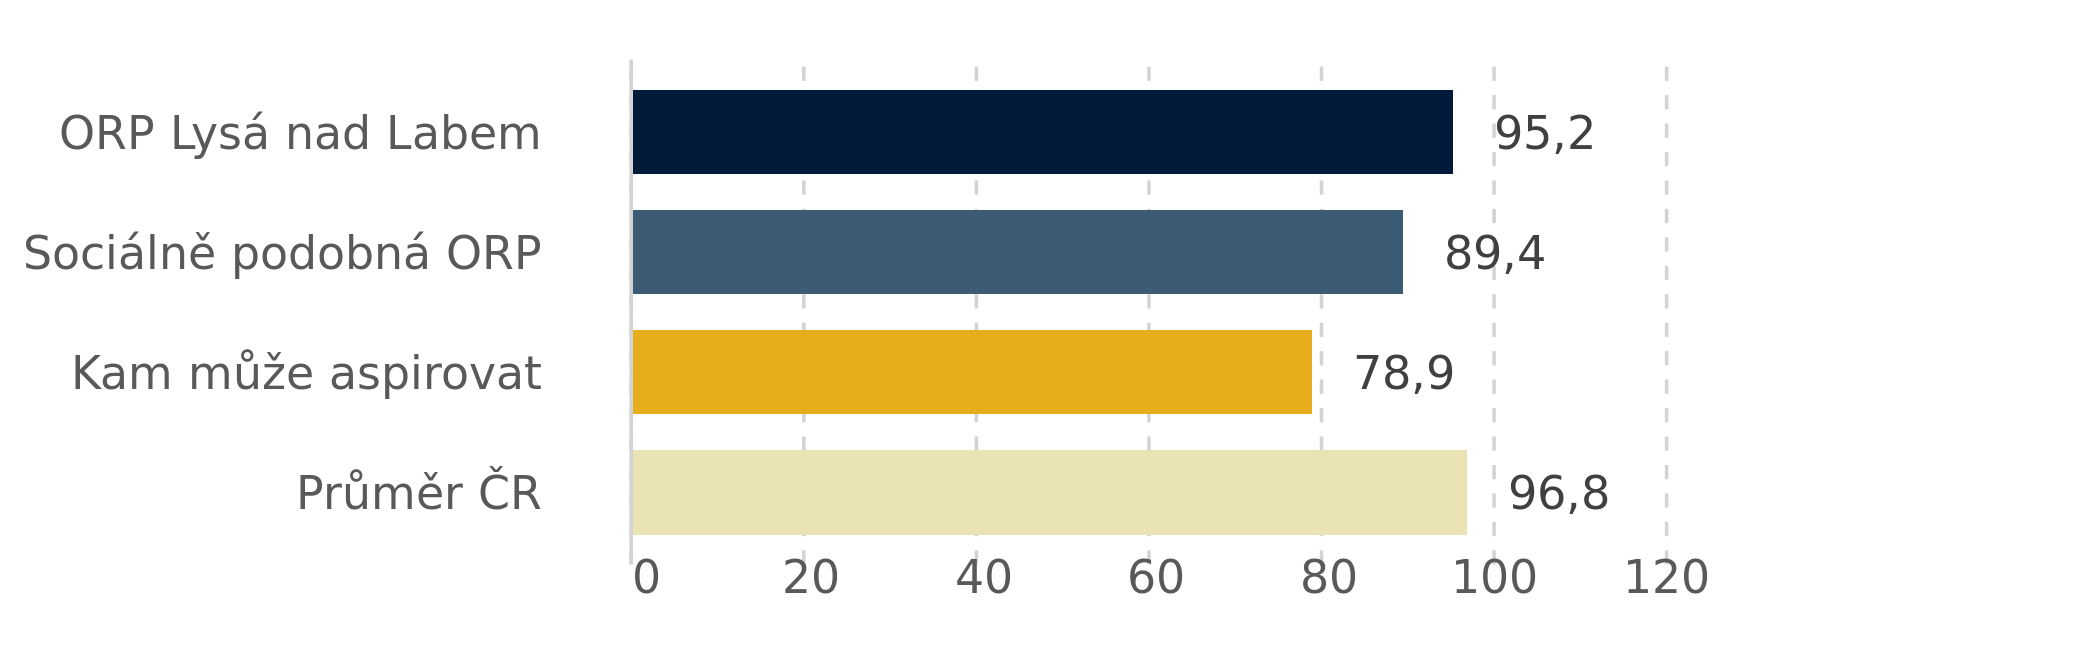 ORP Lysá nad Labem 95,2
Sociálně podobná ORP 89,4
Kam může aspirovat 78,9
Průměr ČR 96,8
0 20 40 60 80 100 120